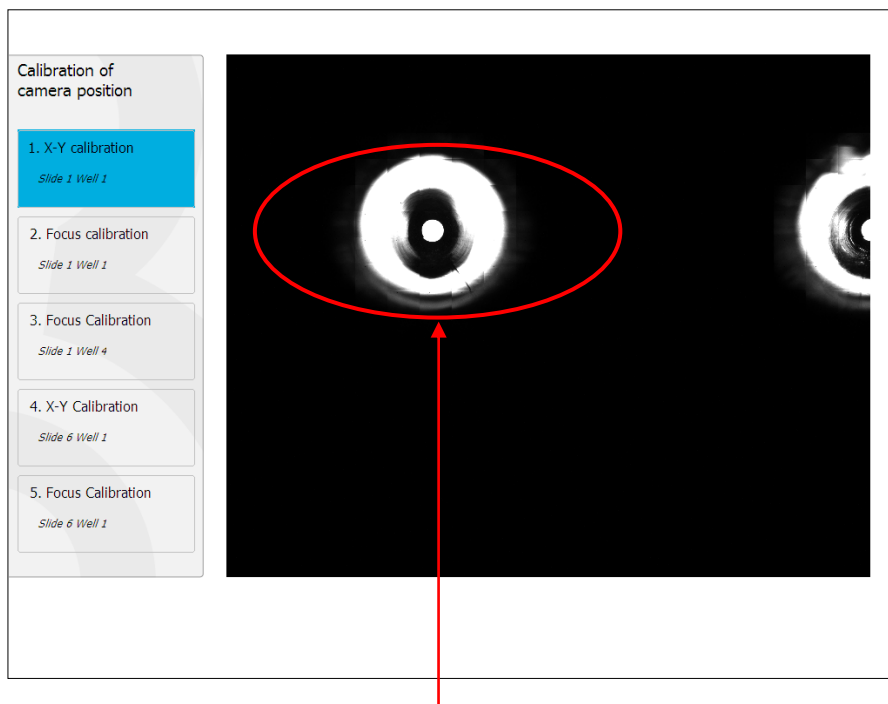 Calibration of
camera position
1. X-Y calibration
Slide 1 Well 1
2. Focus calibration
Slide 1 Well 1
3. Focus Calibration
Slide 1 Well 4
4. X-Y Calibration
Slide 6 Well 1
5. Focus Calibration
Slide 6 Well 1